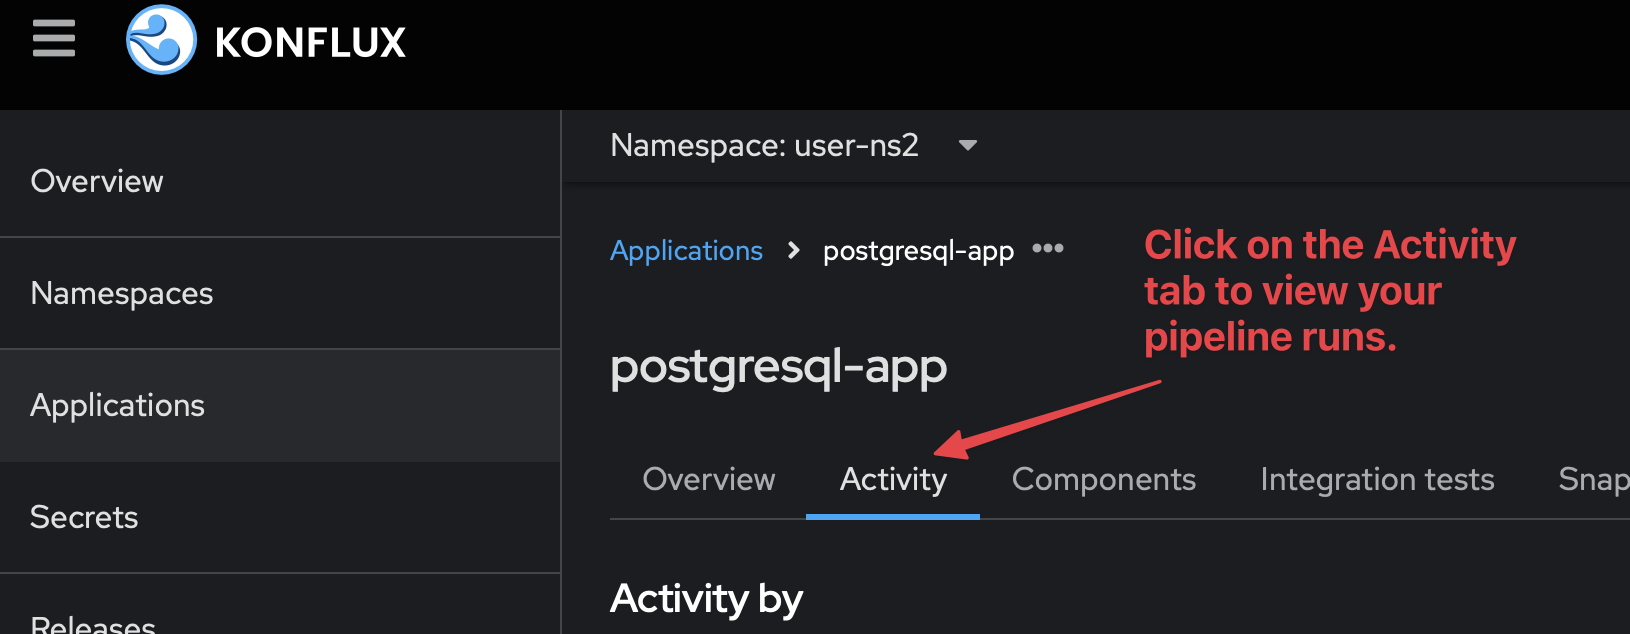 KONFLUX
Overview
Namespaces
Applications
Secrets
Releases
Namespace: user-ns2
Applications > postgresql-app •••
Click on the Activity
tab to view your
pipeline runs.
postgresql-app
Overview Activity Components Integration tests Snap
Activity by